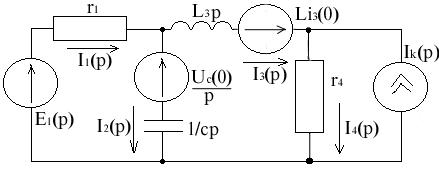 r1
L3p
Li3(0)
I1(p)
Uc(0)
p
I3(p)
Ik(p)
r4
E1(p)
I2(p)
1/cp
I4(p)